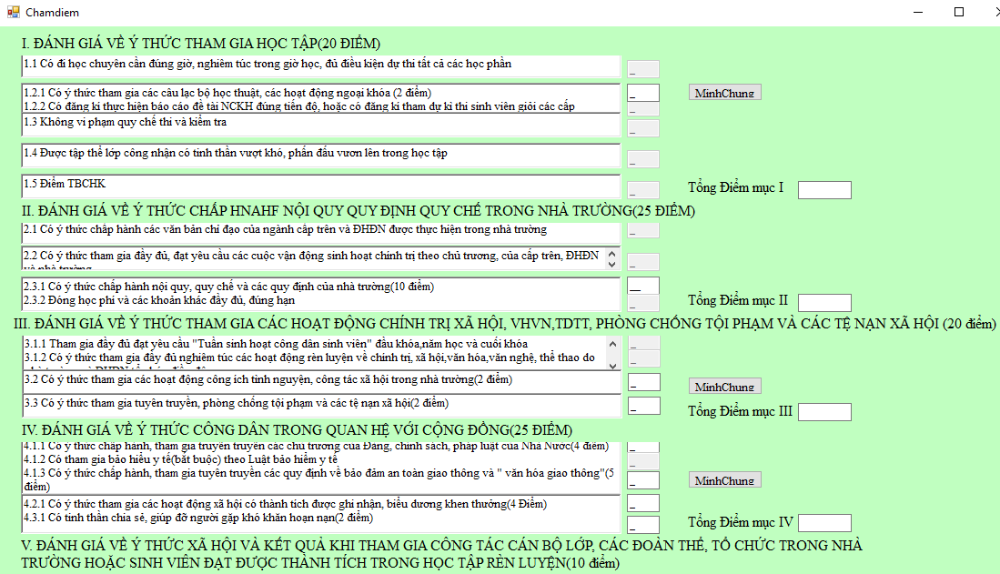 Chamdiem
I. ĐÁNH GIÁ VỀ Ý THỨC THAM GIA HỌC TẬP(20 ĐIỂM)
1.1 Có đi học chuyên cần đúng giờ, nghiêm túc trong giờ học, đủ điều kiện dự thi tất cả các học phần
_
1.2.1 Có ý thức tham gia các câu lạc bộ học thuật, các hoạt động ngoại khóa (2 điểm)
_
MinhChung
1.2.2 Có đăng kí thực hiện báo cáo đề tài NCKH đúng tiến độ, hoặc có đăng kí tham dự kì thi sinh viên giỏi các cấp
_
1.3 Không vi phạm quy chế thi và kiểm tra
_
1.4 Được tập thể lớp công nhận có tinh thần vượt khó, phấn đấu vươn lên trong học tập
_
1.5 Điểm TBCHK
_
Tổng Điểm mục I
II. ĐÁNH GIÁ VỀ Ý THỨC CHẤP HNAHF NỘI QUY QUY ĐỊNH QUY CHẾ TRONG NHÀ TRƯỜNG(25 ĐIỂM)
2.1 Có ý thức chấp hành các văn bản chỉ đạo của ngành cấp trên và ĐHĐN được thực hiện trong nhà trường
_
2.2 Có ý thức tham gia đầy đủ, đạt yêu cầu các cuộc vận động sinh hoạt chính trị theo chủ trương, của cấp trên, ĐHĐN
và nhà trường
_
2.3.1 Có ý thức chấp hành nội quy, quy chế và các quy định của nhà trường(10 điểm)
__
2.3.2 Đóng học phí và các khoản khác đầy đủ, đúng hạn
_
Tổng Điểm mục II
III. ĐÁNH GIÁ VỀ Ý THỨC THAM GIA CÁC HOẠT ĐỘNG CHÍNH TRỊ XÃ HỘI, VHVN,TDTT, PHÒNG CHỐNG TỘI PHẠM VÀ CÁC TỆ NẠN XÃ HỘI (20 điểm)
3.1.1 Tham gia đầy đủ đạt yêu cầu "Tuần sinh hoạt công dân sinh viên" đầu khóa,năm học và cuối khóa
_
3.1.2 Có ý thức tham gia đầy đủ nghiêm túc các hoạt động rèn luyện về chính trị, xã hội,văn hóa,văn nghệ, thể thao do
_
3.2 Có ý thức tham gia các hoạt động công ích tình nguyện, công tác xã hội trong nhà trường(2 điểm)
_
MinhChung
3.3 Có ý thức tham gia tuyên truyền, phòng chống tội phạm và các tệ nạn xã hội(2 điểm)
_
Tổng Điểm mục III
IV. ĐÁNH GIÁ VỀ Ý THỨC CÔNG DÂN TRONG QUAN HỆ VỚI CỘNG ĐỒNG(25 ĐIỂM)
4.1.1 Có ý thức chấp hành, tham gia truyên truyền các chủ trương của Đảng, chính sách, pháp luật của Nhà Nước(4 điểm)
_
4.1.2 Có tham gia bảo hiểu y tế(bắt buộc) theo Luật bảo hiểm y tế
_
4.1.3 Có ý thức chấp hành, tham gia tuyên truyền các quy định về bảo đảm an toàn giao thông và " văn hóa giao thông"(5
điểm)
_
MinhChung
4.2.1 Có ý thức tham gia các hoạt động xã hội có thành tích được ghi nhận, biểu dương khen thưởng(4 Điểm)
_
4.3.1 Có tinh thần chia sẻ, giúp đỡ người gặp khó khăn hoạn nạn(2 điểm)
_
Tổng Điểm mục IV
V. ĐÁNH GIÁ VỀ Ý THỨC XÃ HỘI VÀ KẾT QUẢ KHI THAM GIA CÔNG TÁC CÁN BỘ LỚP, CÁC ĐOÀN THỂ, TỔ CHỨC TRONG NHÀ
TRƯỜNG HOẶC SINH VIÊN ĐẠT ĐƯỢC THÀNH TÍCH TRONG HỌC TẬP RÈN LUYỆN(10 điểm)